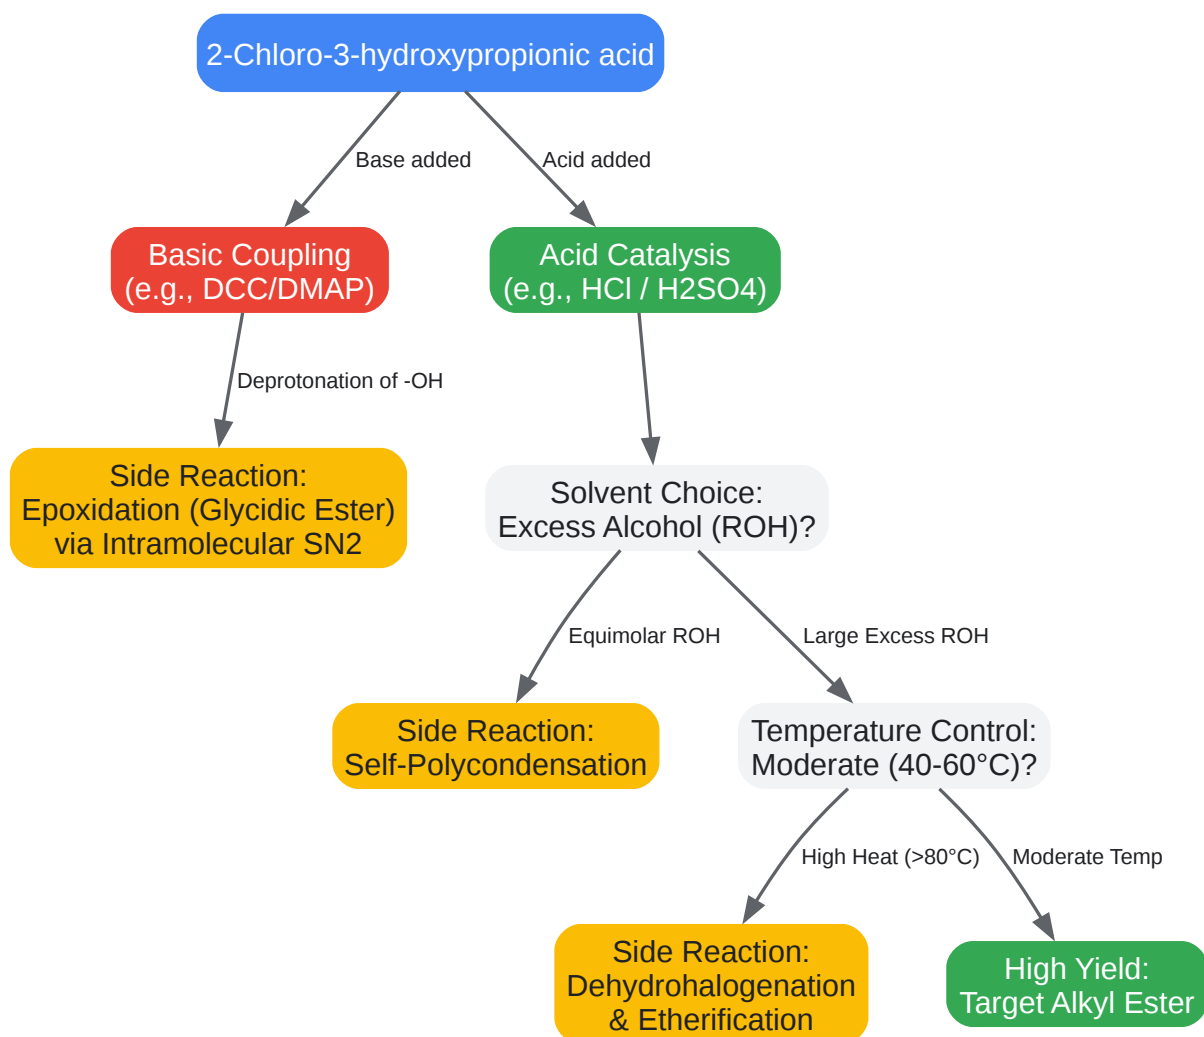 2-Chloro-3-hydroxypropionic acid
Base added
Acid added
Basic Coupling
(e.g., DCC/DMAP)
Acid Catalysis
(e.g., HCl / H2SO4)
Deprotonation of -OH
Side Reaction:
Epoxidation (Glycidic Ester)
via Intramolecular SN2
Solvent Choice:
Excess Alcohol (ROH)?
Equimolar ROH
Large Excess ROH
Side Reaction:
Self-Polycondensation
Temperature Control:
Moderate (40-60°C)?
High Heat (>80°C)
Moderate Temp
Side Reaction:
Dehydrohalogenation
& Etherification
High Yield:
Target Alkyl Ester